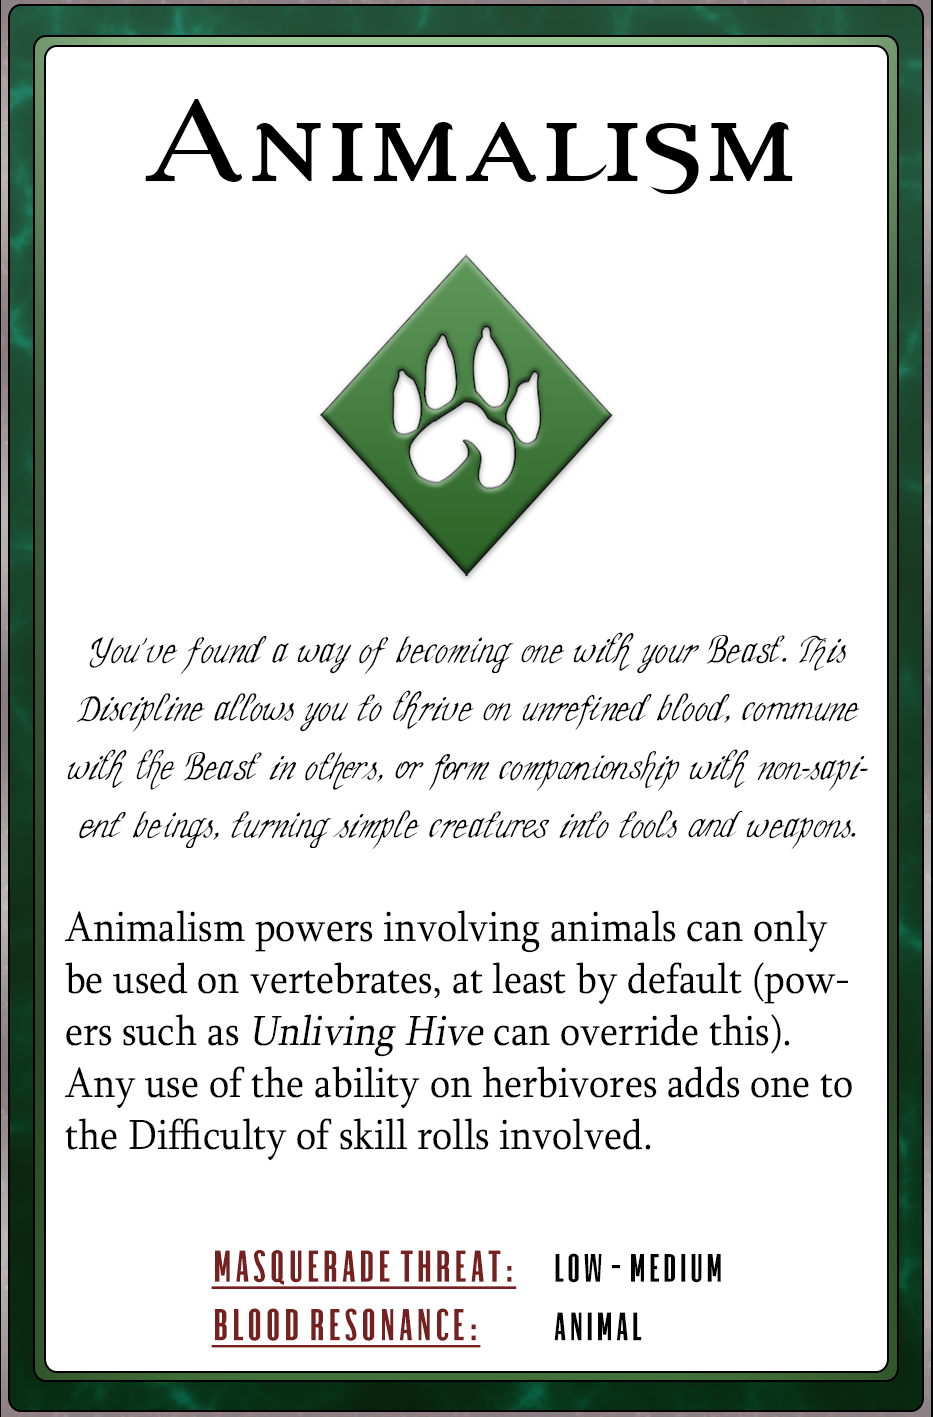 Animalism
You've found a way of becoming one with your Beast. This
Discipline allows you to thrive on unrefined blood, commune
with the Beast in others, or form companionship with non-sapi-
ent beings, turning simple creatures into tools and weapons.
Animalism powers involving animals can only
be used on vertebrates, at least by default (pow-
ers such as Unliving Hive can override this).
Any use of the ability on herbivores adds one to
the Difficulty of skill rolls involved.
MASQUERADE THREAT: LOW - MEDIUM
BLOOD RESONANCE: ANIMAL